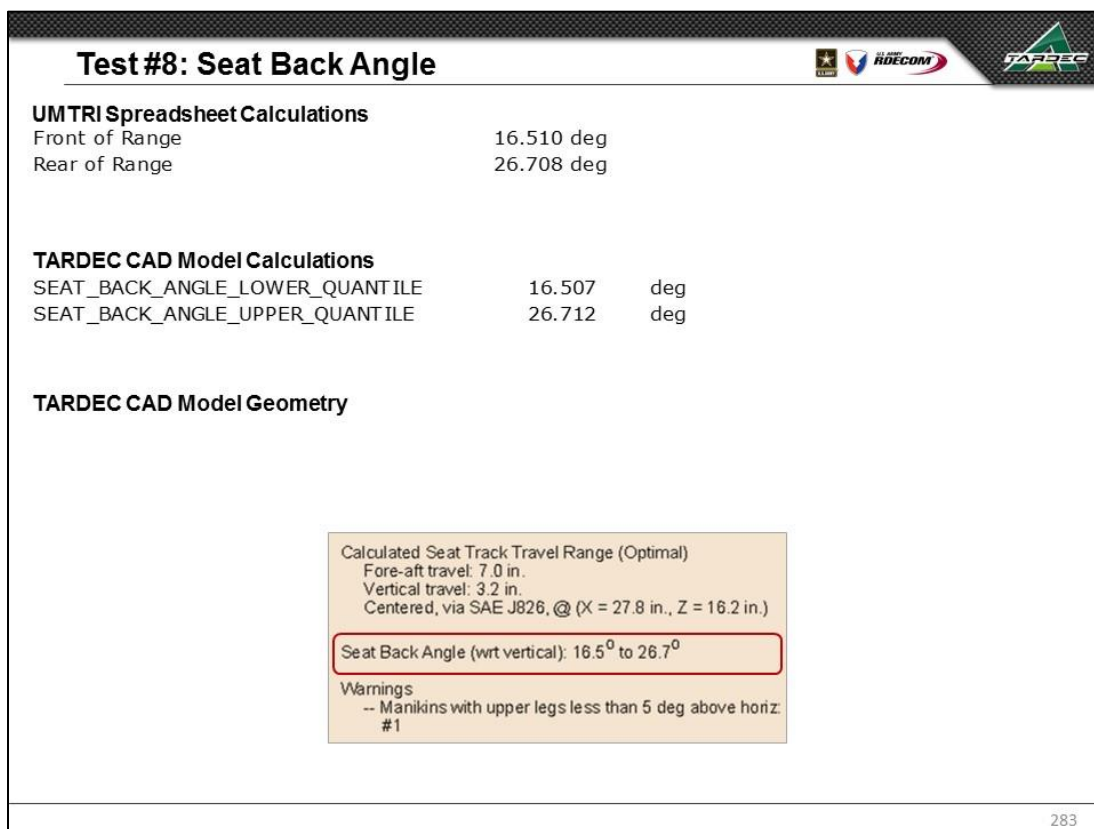 Test #8: Seat Back Angle
U.S. ARMY
U.S. ARMY
RDECOM
TARDEC
UMTRI Spreadsheet Calculations
Front of Range 16.510 deg
Rear of Range 26.708 deg
TARDEC CAD Model Calculations
SEAT_BACK_ANGLE_LOWER_QUANTILE 16.507 deg
SEAT_BACK_ANGLE_UPPER_QUANTILE 26.712 deg
TARDEC CAD Model Geometry
Calculated Seat Track Travel Range (Optimal)
Fore-aft travel: 7.0 in.
Vertical travel: 3.2 in.
Centered, via SAE J826, @ (X = 27.8 in., Z = 16.2 in.)
Seat Back Angle (wrt vertical): 16.5⁰ to 26.7⁰
Warnings
-- Manikins with upper legs less than 5 deg above horiz:
#1
283